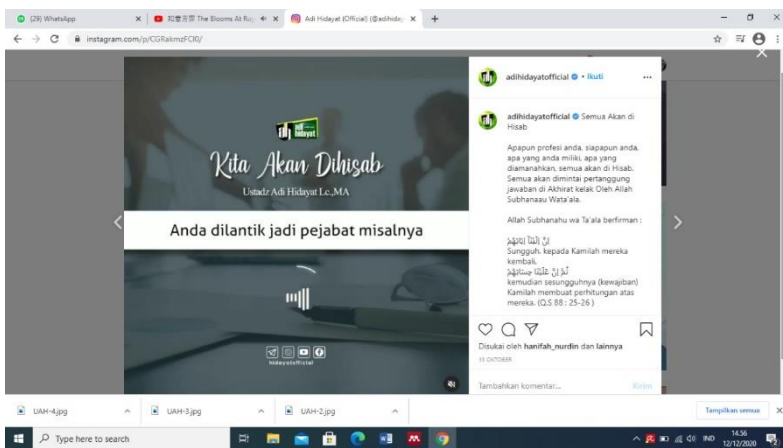 (29) WhatsApp
The Blooms At Ru
Adi Hidayat (Official) (@adihiday
instagram.com/p/CGRakmzFCI0/
adi hidayat
Kita Akan Dihisab
Ustadz Adi Hidayat Lc.,MA
Anda dilantik jadi pejabat misalnya
hidayatofficial
adihidayatofficial • Ikuti
adihidayatofficial Semua Akan di
Hisab
Apapun profesi anda, siapapun anda,
apa yang anda miliki, apa yang
diamanahkan, semua akan di Hisab.
Semua akan dimintai pertanggung
jawaban di Akhirat kelak Oleh Allah
Subhanaau Wata'ala.
Allah Subhanahu wa Ta'ala berfirman :
اِنَّ اِلَيْنَآ اِيَابَهُمْ
Sungguh, kepada Kamilah mereka
kembali,
ثُمَّ اِنَّ عَلَيْنَا حِسَابَهُمْ
kemudian sesungguhnya (kewajiban)
Kamilah membuat perhitungan atas
mereka. (Q.S 88 : 25-26 )
Disukai oleh hanifah_nurdin dan lainnya
13 OKTOBER
Tambahkan komentar...
Kirim
UAH-4.jpg
UAH-3.jpg
UAH-2.jpg
Tampilkan semua
Type here to search
IND
14.56
12/12/2020